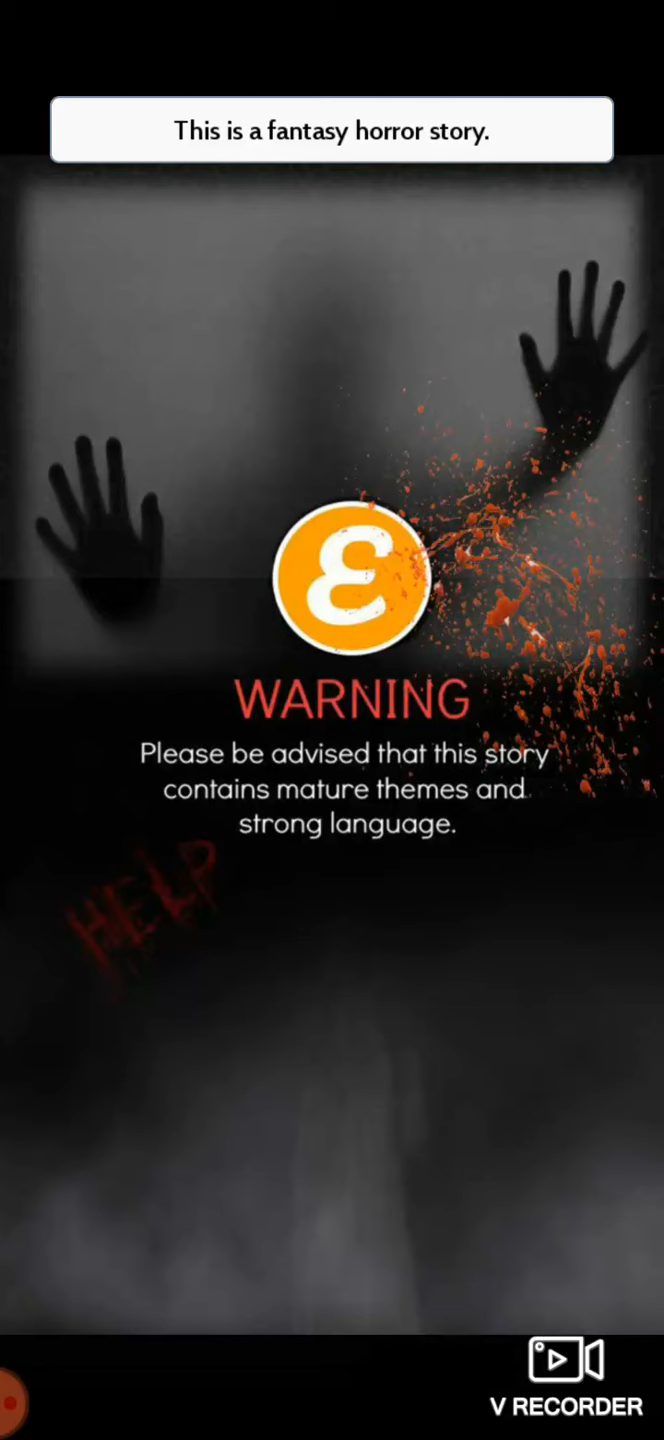 This is a fantasy horror story.
ε
WARNING
Please be advised that this story
contains mature themes and
strong language.
HELP
V RECORDER